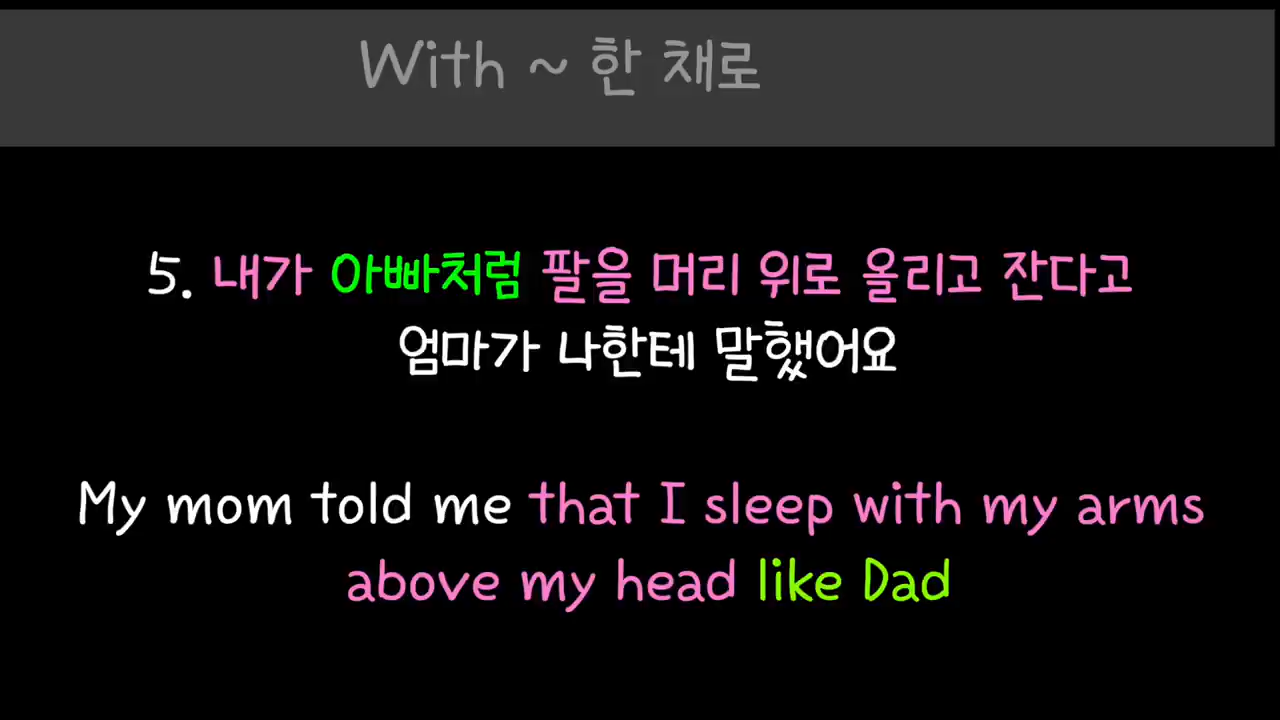 With ~ 한 채로
5. 내가 아빠처럼 팔을 머리 위로 올리고 잔다고
엄마가 나한테 말했어요
My mom told me that I sleep with my arms
above my head like Dad